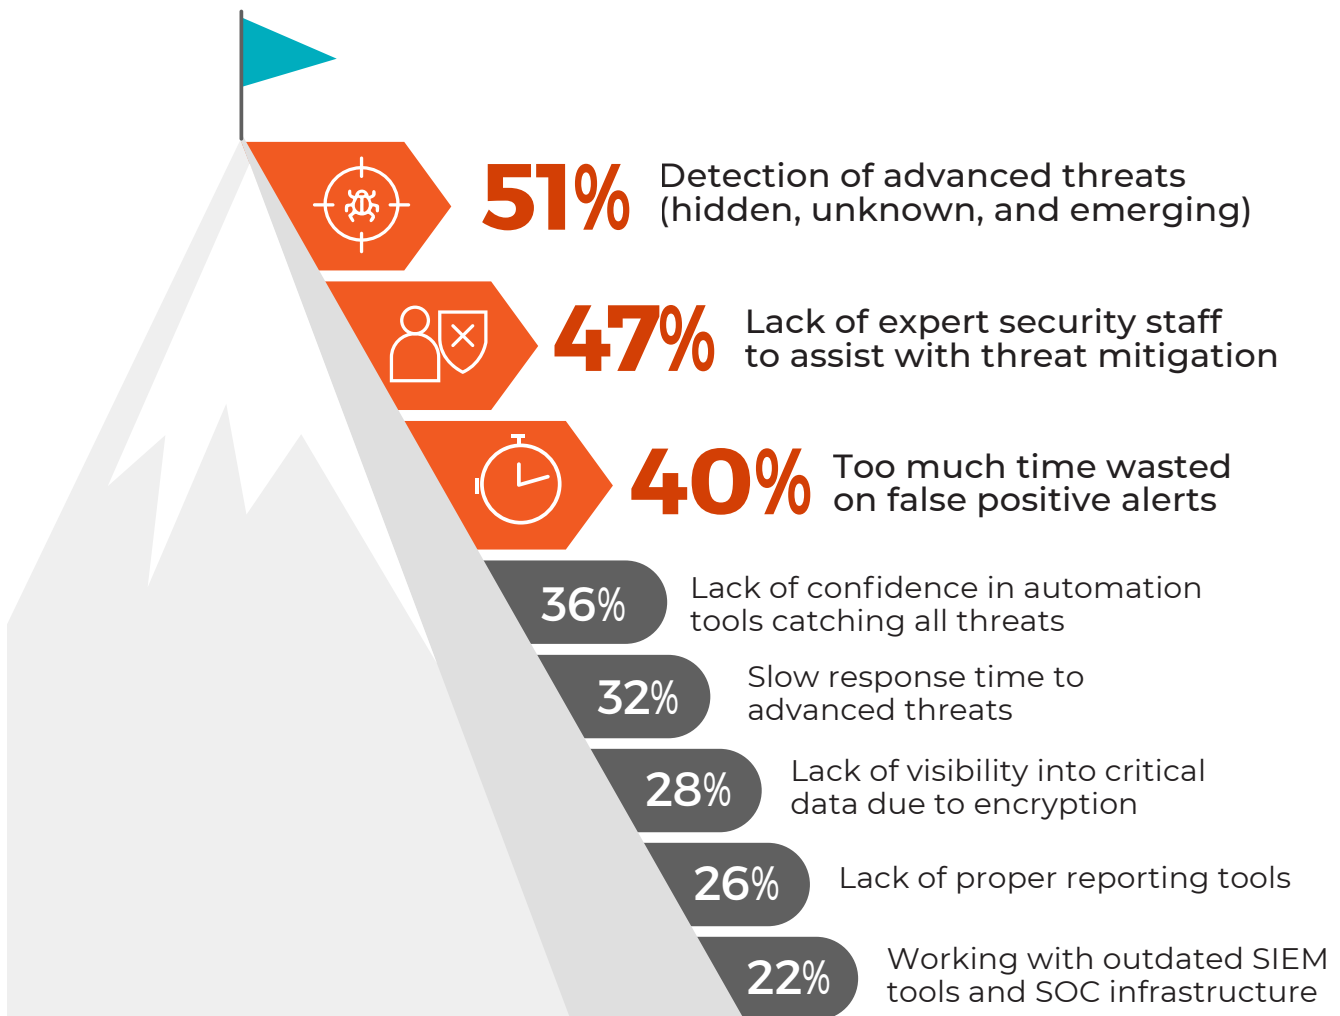 51% Detection of advanced threats
(hidden, unknown, and emerging)
47% Lack of expert security staff
to assist with threat mitigation
40% Too much time wasted
on false positive alerts
36% Lack of confidence in automation
tools catching all threats
32% Slow response time to
advanced threats
28% Lack of visibility into critical
data due to encryption
26% Lack of proper reporting tools
22% Working with outdated SIEM
tools and SOC infrastructure